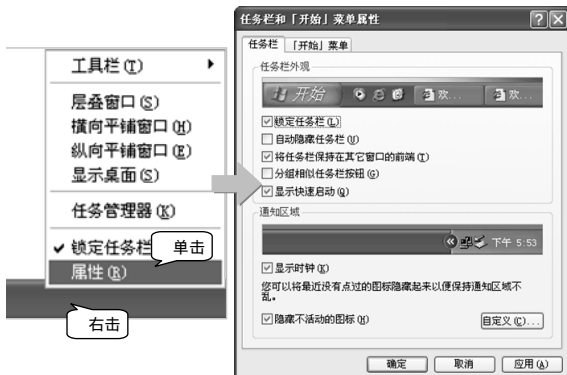 工具栏(T)
层叠窗口(S)
横向平铺窗口(H)
纵向平铺窗口(E)
显示桌面(S)
任务管理器(K)
锁定任务栏
单击
属性(R)
右击
任务栏和「开始」菜单属性
任务栏 「开始」菜单
任务栏外观
开始 欢... 欢...
锁定任务栏(L)
自动隐藏任务栏(U)
将任务栏保持在其它窗口的前端(T)
分组相似任务栏按钮(G)
显示快速启动(Q)
通知区域
下午 5:53
显示时钟(K)
您可以将最近没有点过的图标隐藏起来以便保持通知区域不
乱。
隐藏不活动的图标(H) 自定义(C)...
确定 取消 应用(A)